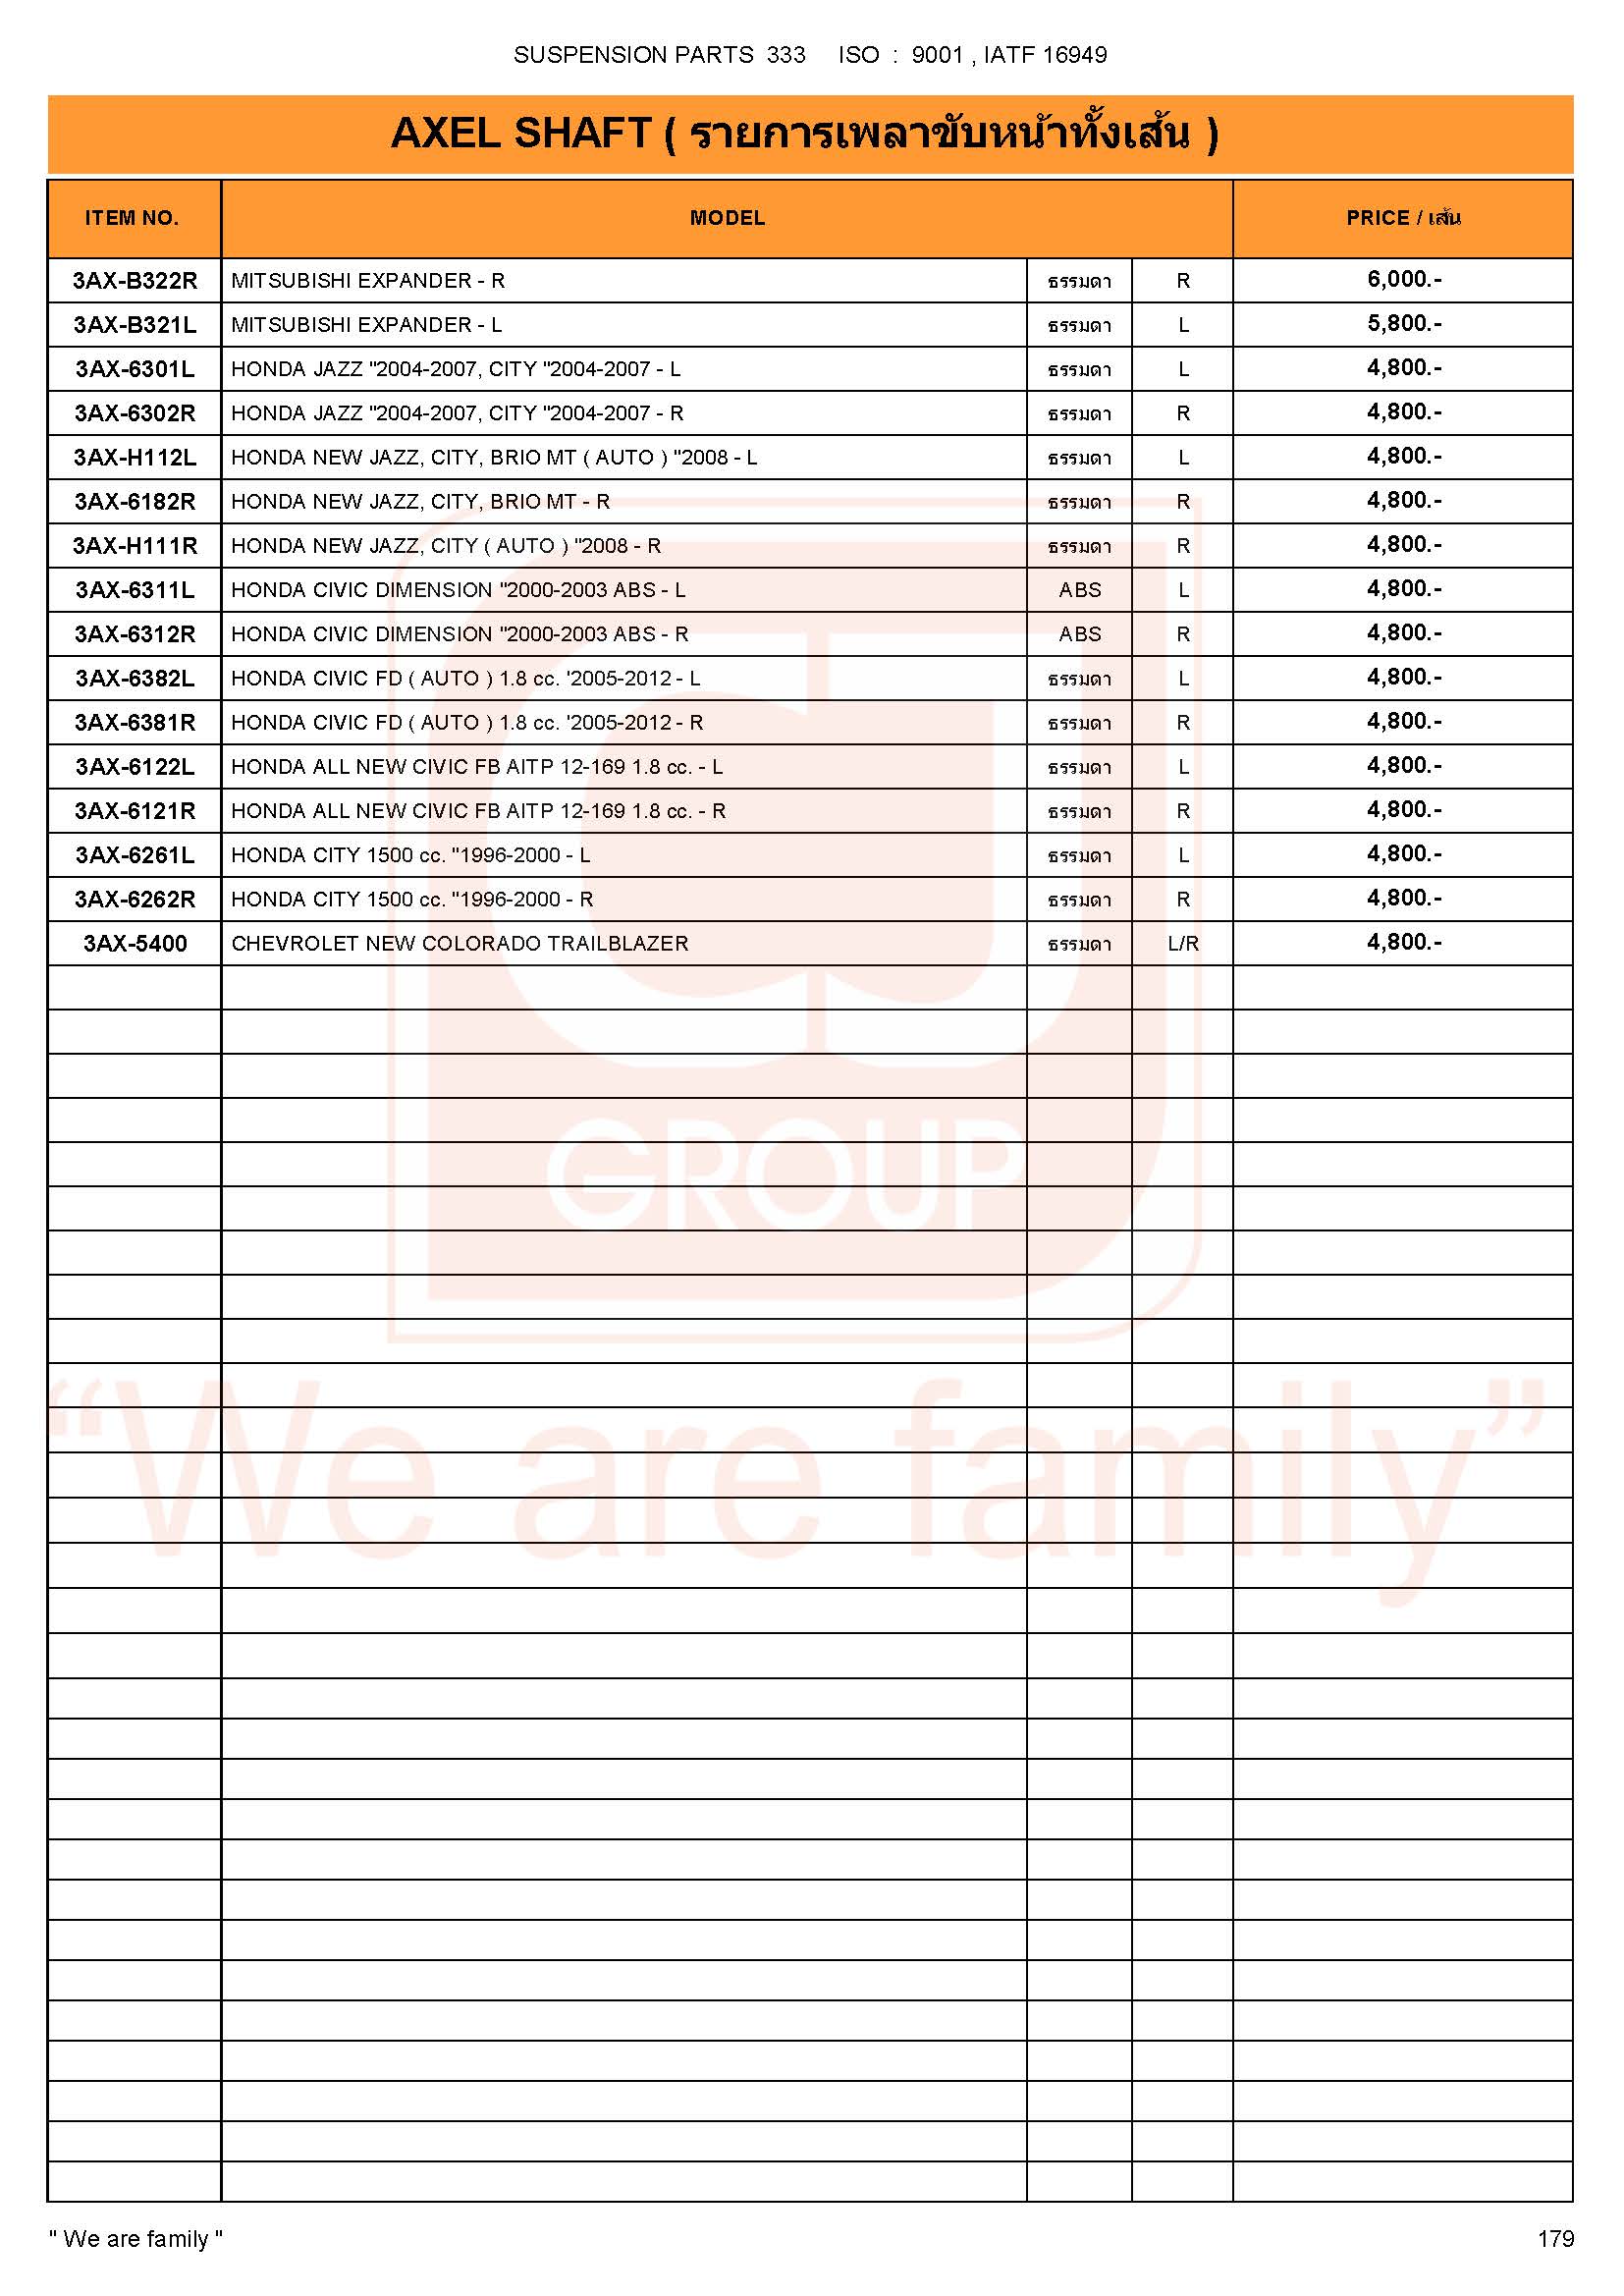 SUSPENSION PARTS 333 ISO : 9001 , IATF 16949
AXEL SHAFT ( รายการเพลาขับหน้าทั้งเส้น )
ITEM NO. MODEL PRICE / เส้น
3AX-B322R MITSUBISHI EXPANDER - R ธรรมดา R 6,000.-
3AX-B321L MITSUBISHI EXPANDER - L ธรรมดา L 5,800.-
3AX-6301L HONDA JAZZ "2004-2007, CITY "2004-2007 - L ธรรมดา L 4,800.-
3AX-6302R HONDA JAZZ "2004-2007, CITY "2004-2007 - R ธรรมดา R 4,800.-
3AX-H112L HONDA NEW JAZZ, CITY, BRIO MT ( AUTO ) "2008 - L ธรรมดา L 4,800.-
3AX-6182R HONDA NEW JAZZ, CITY, BRIO MT - R ธรรมดา R 4,800.-
3AX-H111R HONDA NEW JAZZ, CITY ( AUTO ) "2008 - R ธรรมดา R 4,800.-
3AX-6311L HONDA CIVIC DIMENSION "2000-2003 ABS - L ABS L 4,800.-
3AX-6312R HONDA CIVIC DIMENSION "2000-2003 ABS - R ABS R 4,800.-
3AX-6382L HONDA CIVIC FD ( AUTO ) 1.8 cc. '2005-2012 - L ธรรมดา L 4,800.-
3AX-6381R HONDA CIVIC FD ( AUTO ) 1.8 cc. '2005-2012 - R ธรรมดา R 4,800.-
3AX-6122L HONDA ALL NEW CIVIC FB AITP 12-169 1.8 cc. - L ธรรมดา L 4,800.-
3AX-6121R HONDA ALL NEW CIVIC FB AITP 12-169 1.8 cc. - R ธรรมดา R 4,800.-
3AX-6261L HONDA CITY 1500 cc. "1996-2000 - L ธรรมดา L 4,800.-
3AX-6262R HONDA CITY 1500 cc. "1996-2000 - R ธรรมดา R 4,800.-
3AX-5400 CHEVROLET NEW COLORADO TRAILBLAZER ธรรมดา L/R 4,800.-
CJ
GROUP
“We are family”
" We are family " 179